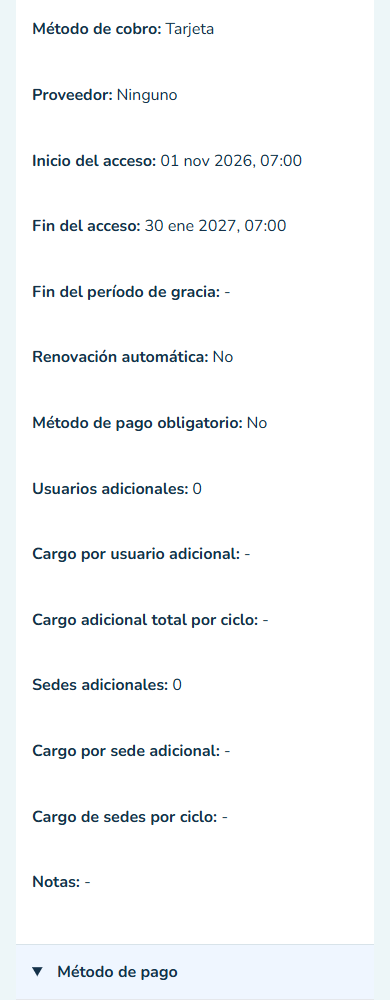 Método de cobro: Tarjeta
Proveedor: Ninguno
Inicio del acceso: 01 nov 2026, 07:00
Fin del acceso: 30 ene 2027, 07:00
Fin del período de gracia: -
Renovación automática: No
Método de pago obligatorio: No
Usuarios adicionales: 0
Cargo por usuario adicional: -
Cargo adicional total por ciclo: -
Sedes adicionales: 0
Cargo por sede adicional: -
Cargo de sedes por ciclo: -
Notas: -
▼ Método de pago